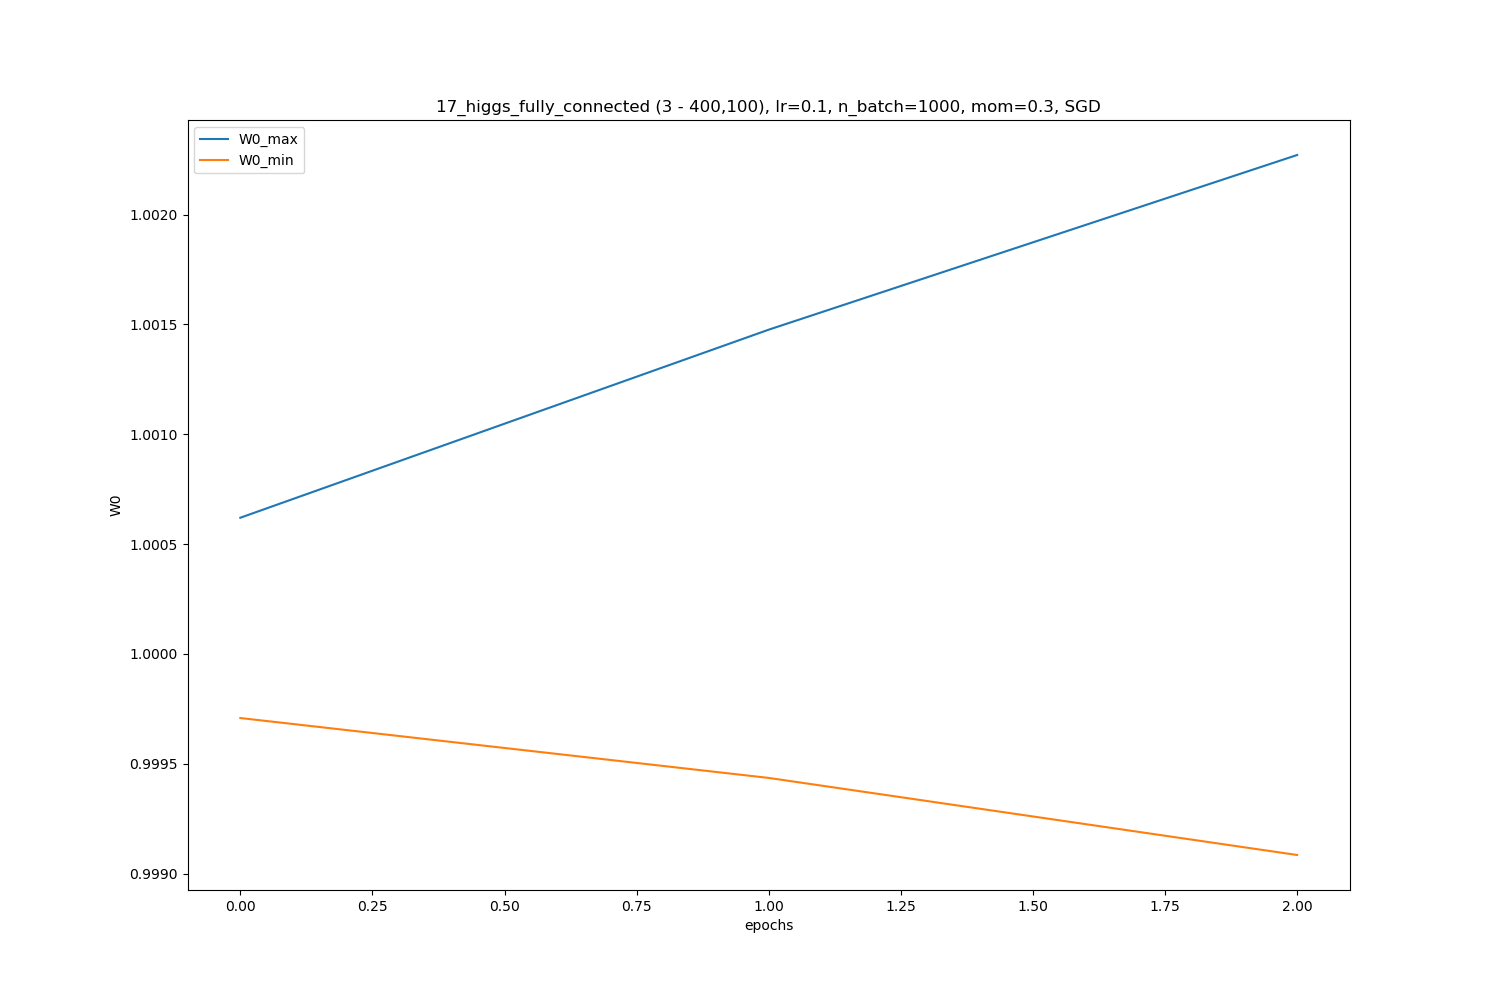 17_higgs_fully_connected (3 - 400,100), lr=0.1, n_batch=1000, mom=0.3, SGD
W0_max
W0_min
1.0020
1.0015
1.0010
1.0005
1.0000
0.9995
0.9990
W0
0.00 0.25 0.50 0.75 1.00 1.25 1.50 1.75 2.00
epochs